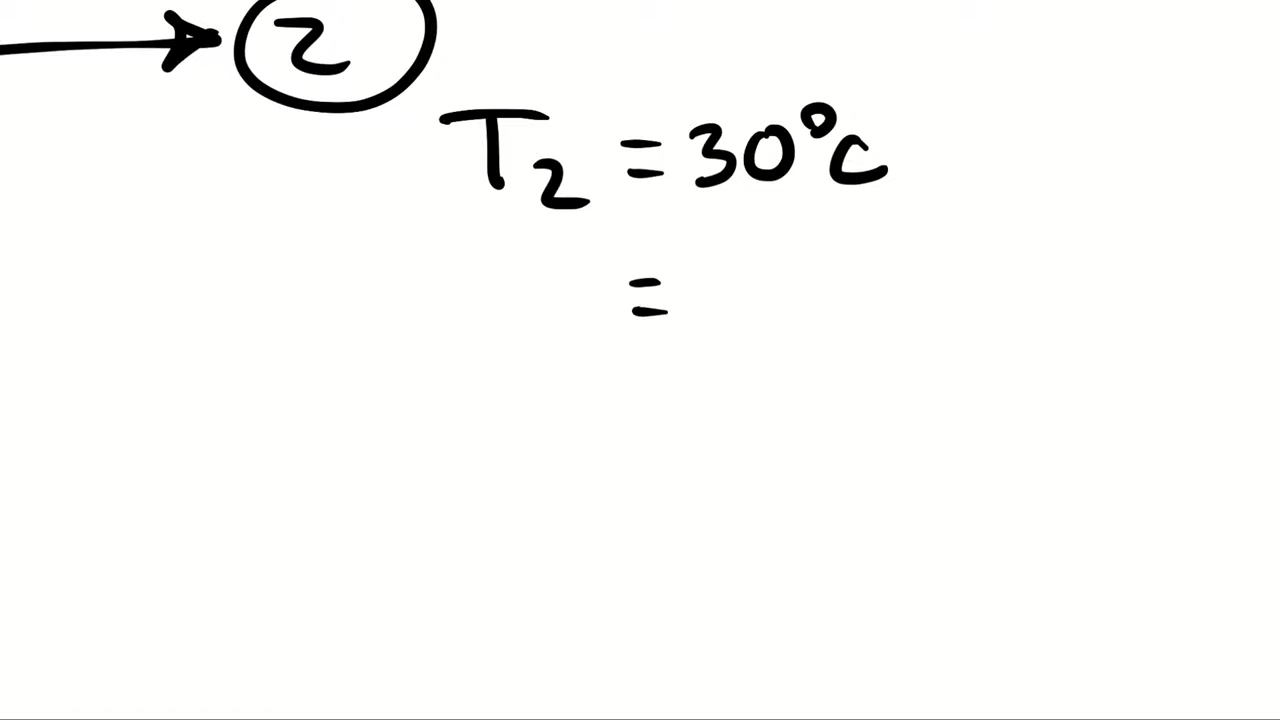 2
T₂ = 30°C
=